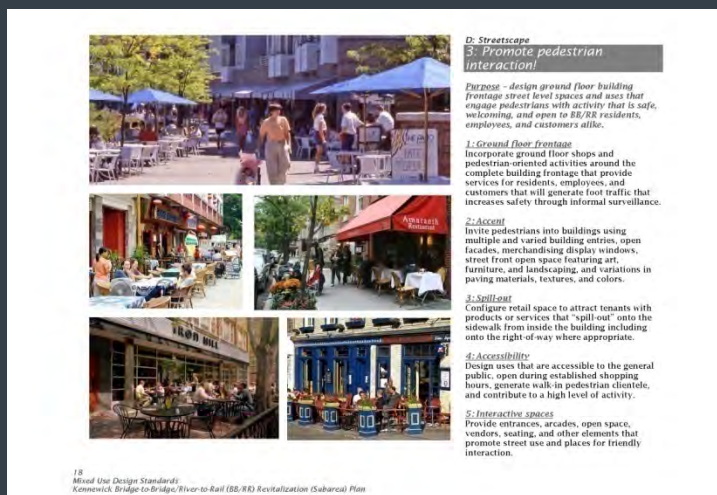 D: Streetscape
3: Promote pedestrian
interaction!
Purpose – design ground floor building
frontage street level spaces and uses that
engage pedestrians with activity that is safe,
welcoming, and open to BB/RR residents,
employees, and customers alike.
1: Ground floor frontage
Incorporate ground floor shops and
pedestrian-oriented activities around the
complete building frontage that provide
services for residents, employees, and
customers that will generate foot traffic that
increases safety through informal surveillance.
2: Accent
Invite pedestrians into buildings using
multiple and varied building entries, open
facades, merchandising display windows,
street front open space featuring art,
furniture, and landscaping, and variations in
paving materials, textures, and colors.
3: Spill-out
Configure retail space to attract tenants with
products or services that "spill-out" onto the
sidewalk from inside the building including
onto the right-of-way where appropriate.
4: Accessibility
Design uses that are accessible to the general
public, open during established shopping
hours, generate walk-in pedestrian clientele,
and contribute to a high level of activity.
5: Interactive spaces
Provide entrances, arcades, open space,
vendors, seating, and other elements that
promote street use and places for friendly
interaction.
Restaurant
IRON HILL
18
Mixed Use Design Standards
Kennewick Bridge-to-Bridge/River-to-Rail (BB/RR) Revitalization (Subarea) Plan